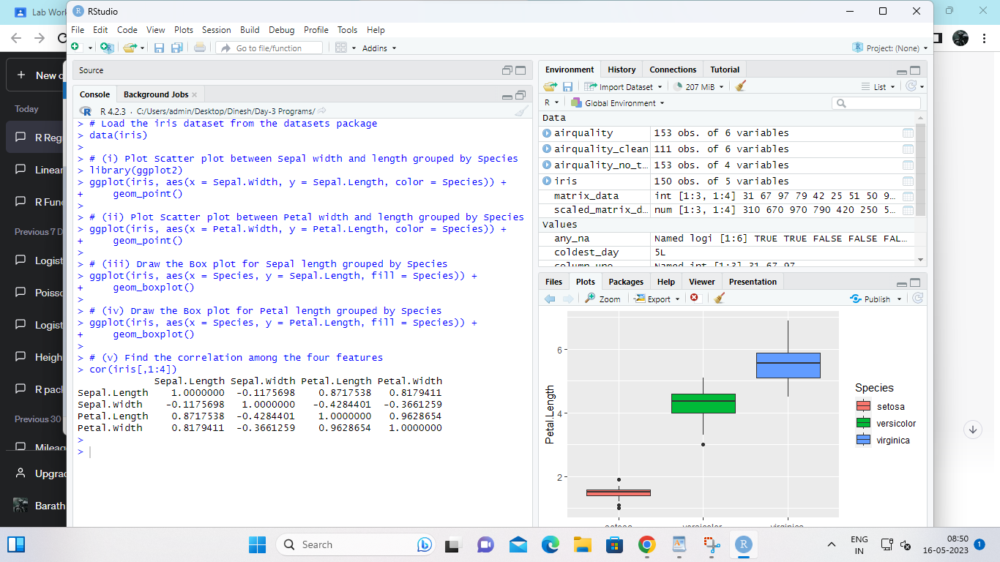 Lab Work
RStudio
File Edit Code View Plots Session Build Debug Profile Tools Help
Go to file/function
Addins
Project: (None)
+ New c
Today
R Regr
Linear
R Func
Previous 7 D
Logist
Poisso
Logist
Heigh
R pack
Previous 30
Mileag
Upgrad
Barath
Source
Console Background Jobs
R 4.2.3 · C:/Users/admin/Desktop/Dinesh/Day-3 Programs/
> # Load the iris dataset from the datasets package
> data(iris)
>
> # (i) Plot Scatter plot between Sepal width and length grouped by Species
> library(ggplot2)
> ggplot(iris, aes(x = Sepal.Width, y = Sepal.Length, color = Species)) +
+     geom_point()
>
> # (ii) Plot Scatter plot between Petal width and length grouped by Species
> ggplot(iris, aes(x = Petal.Width, y = Petal.Length, color = Species)) +
+     geom_point()
>
> # (iii) Draw the Box plot for Sepal length grouped by Species
> ggplot(iris, aes(x = Species, y = Sepal.Length, fill = Species)) +
+     geom_boxplot()
>
> # (iv) Draw the Box plot for Petal length grouped by Species
> ggplot(iris, aes(x = Species, y = Petal.Length, fill = Species)) +
+     geom_boxplot()
>
> # (v) Find the correlation among the four features
> cor(iris[,1:4])
Sepal.Length Sepal.Width Petal.Length Petal.Width
Sepal.Length 1.0000000 -0.1175698 0.8717538 0.8179411
Sepal.Width -0.1175698 1.0000000 -0.4284401 -0.3661259
Petal.Length 0.8717538 -0.4284401 1.0000000 0.9628654
Petal.Width 0.8179411 -0.3661259 0.9628654 1.0000000
>
>
Environment History Connections Tutorial
Import Dataset 207 MiB List
R Global Environment
Data
airquality 153 obs. of 6 variables
airquality_clean 111 obs. of 6 variables
airquality_no_t… 153 obs. of 4 variables
iris 150 obs. of 5 variables
matrix_data int [1:3, 1:4] 31 67 97 79 42 25 51 50 9…
scaled_matrix_d… num [1:3, 1:4] 310 670 970 790 420 250 5…
Values
any_na Named logi [1:6] TRUE TRUE FALSE FALSE FAL…
coldest_day 5L
Named int [1:3] 31 67 97
Files Plots Packages Help Viewer Presentation
Zoom Export Publish
Petal.Length
6
4
2
setosa versicolor virginica
Species
setosa
versicolor
virginica
Search
ENG
IN
08:50
16-05-2023
1